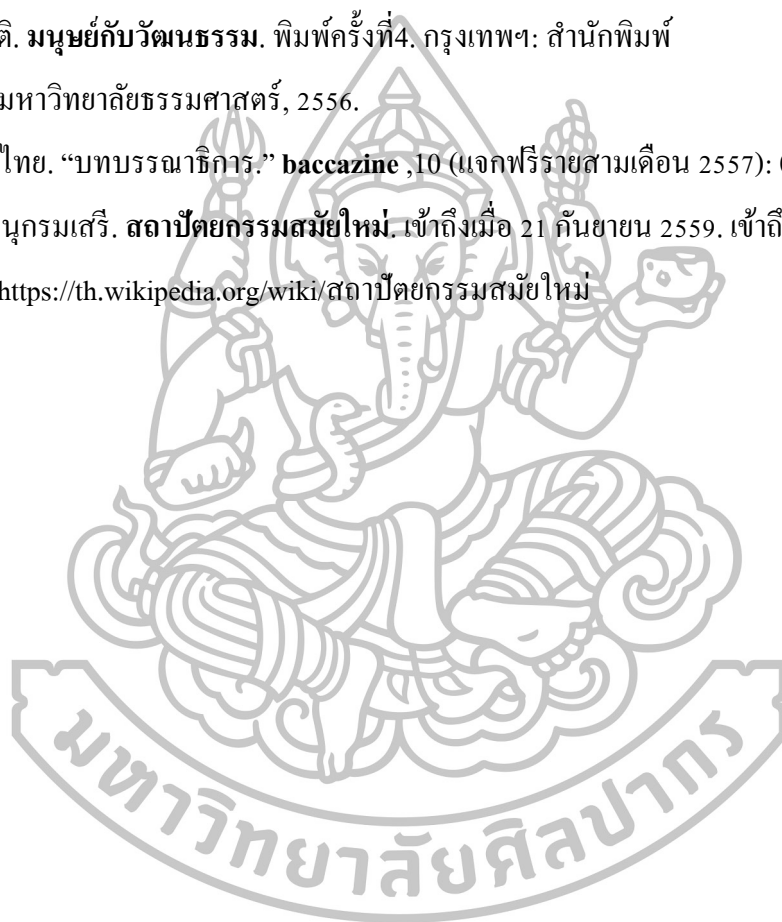 ติ. มนุษย์กับวัฒนธรรม. พิมพ์ครั้งที่4. กรุงเทพฯ: สำนักพิมพ์
มหาวิทยาลัยธรรมศาสตร์, 2556.
ไทย. “บทบรรณาธิการ.” baccazine ,10 (แจกฟรีรายสามเดือน 2557):
นุกรมเสรี. สถาปัตยกรรมสมัยใหม่. เข้าถึงเมื่อ 21 กันยายน 2559. เข้าถึ
https://th.wikipedia.org/wiki/สถาปัตยกรรมสมัยใหม่
มหาวิทยาลัยศิลปากร